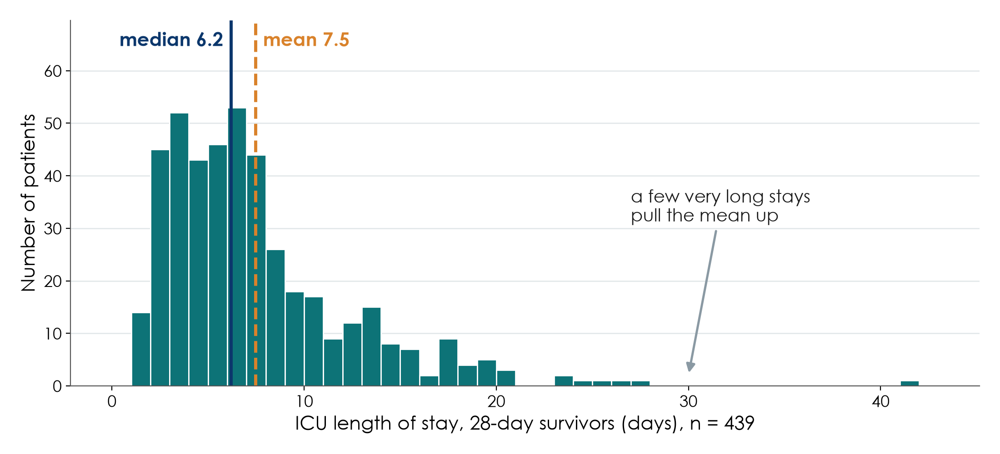 median 6.2
mean 7.5
60
50
40
30
20
10
0
Number of patients
a few very long stays
pull the mean up
0
10
20
30
40
ICU length of stay, 28-day survivors (days), n = 439